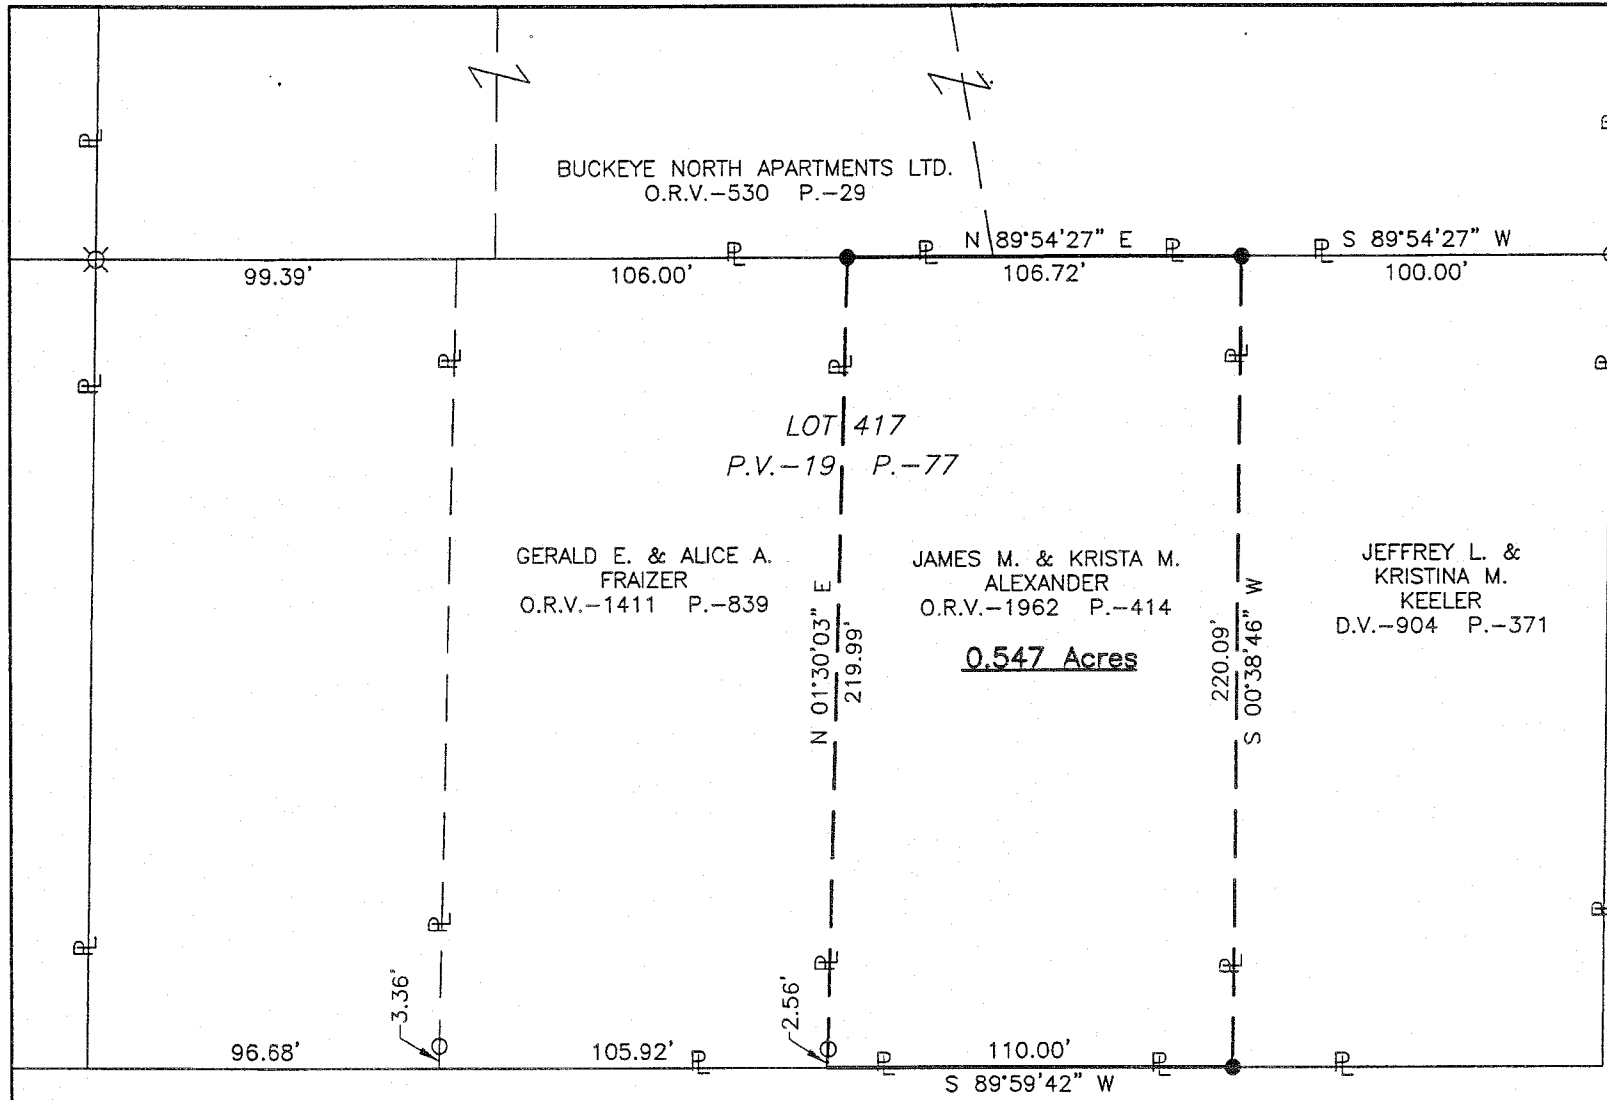 BUCKEYE NORTH APARTMENTS LTD.
O.R.V.-530 P.-29
N 89°54'27" E
S 89°54'27" W
99.39'
106.00'
106.72'
100.00'
LOT 417
P.V.-19 P.-77
GERALD E. & ALICE A.
FRAIZER
O.R.V.-1411 P.-839
N 01°30'03" E
219.99'
JAMES M. & KRISTA M.
ALEXANDER
O.R.V.-1962 P.-414
0.547 Acres
220.09'
S 00°38'46" W
JEFFREY L. &
KRISTINA M.
KEELER
D.V.-904 P.-371
3.36'
2.56'
96.68'
105.92'
110.00'
S 89°59'42" W